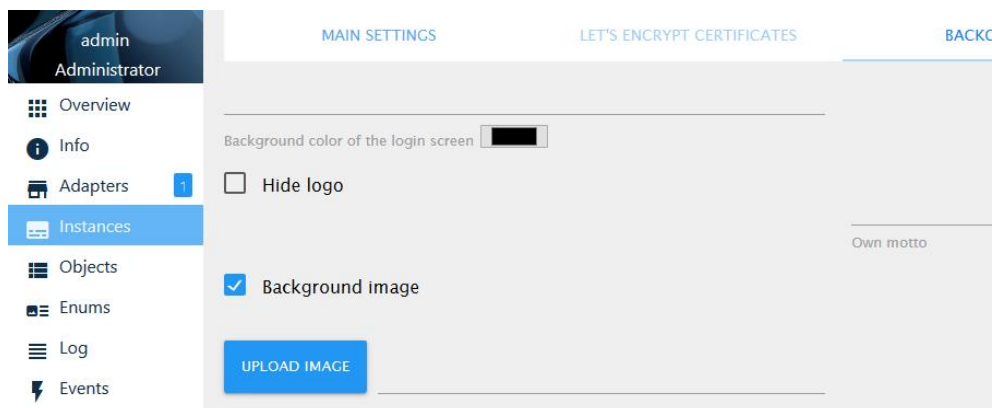 admin
Administrator
Overview
Info
Adapters 1
Instances
Objects
Enums
Log
Events
MAIN SETTINGS LET'S ENCRYPT CERTIFICATES BACKG
Background color of the login screen
Hide logo
Own motto
Background image
UPLOAD IMAGE